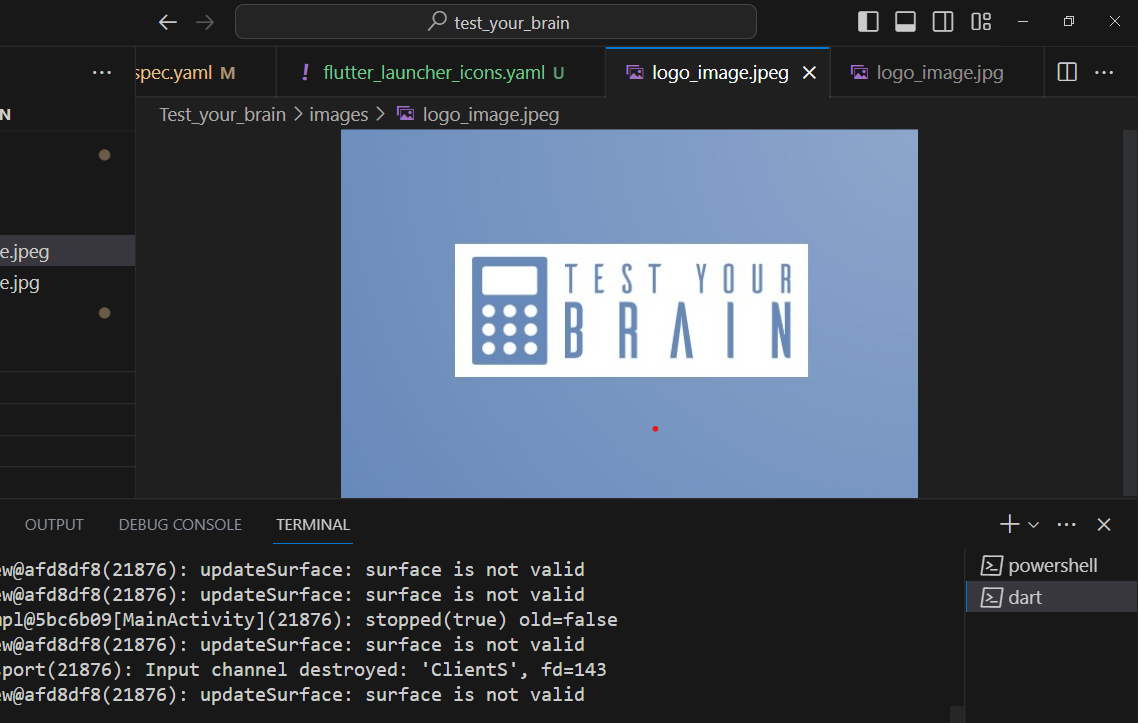 test_your_brain
spec.yaml M
! flutter_launcher_icons.yaml U
logo_image.jpeg
logo_image.jpg
N
Test_your_brain > images > logo_image.jpeg
e.jpeg
e.jpg
TEST YOUR
BRAIN
OUTPUT DEBUG CONSOLE TERMINAL
ew@afd8df8(21876): updateSurface: surface is not valid
ew@afd8df8(21876): updateSurface: surface is not valid
mpl@5bc6b09[MainActivity](21876): stopped(true) old=false
ew@afd8df8(21876): updateSurface: surface is not valid
sport(21876): Input channel destroyed: 'ClientS', fd=143
ew@afd8df8(21876): updateSurface: surface is not valid
powershell
dart